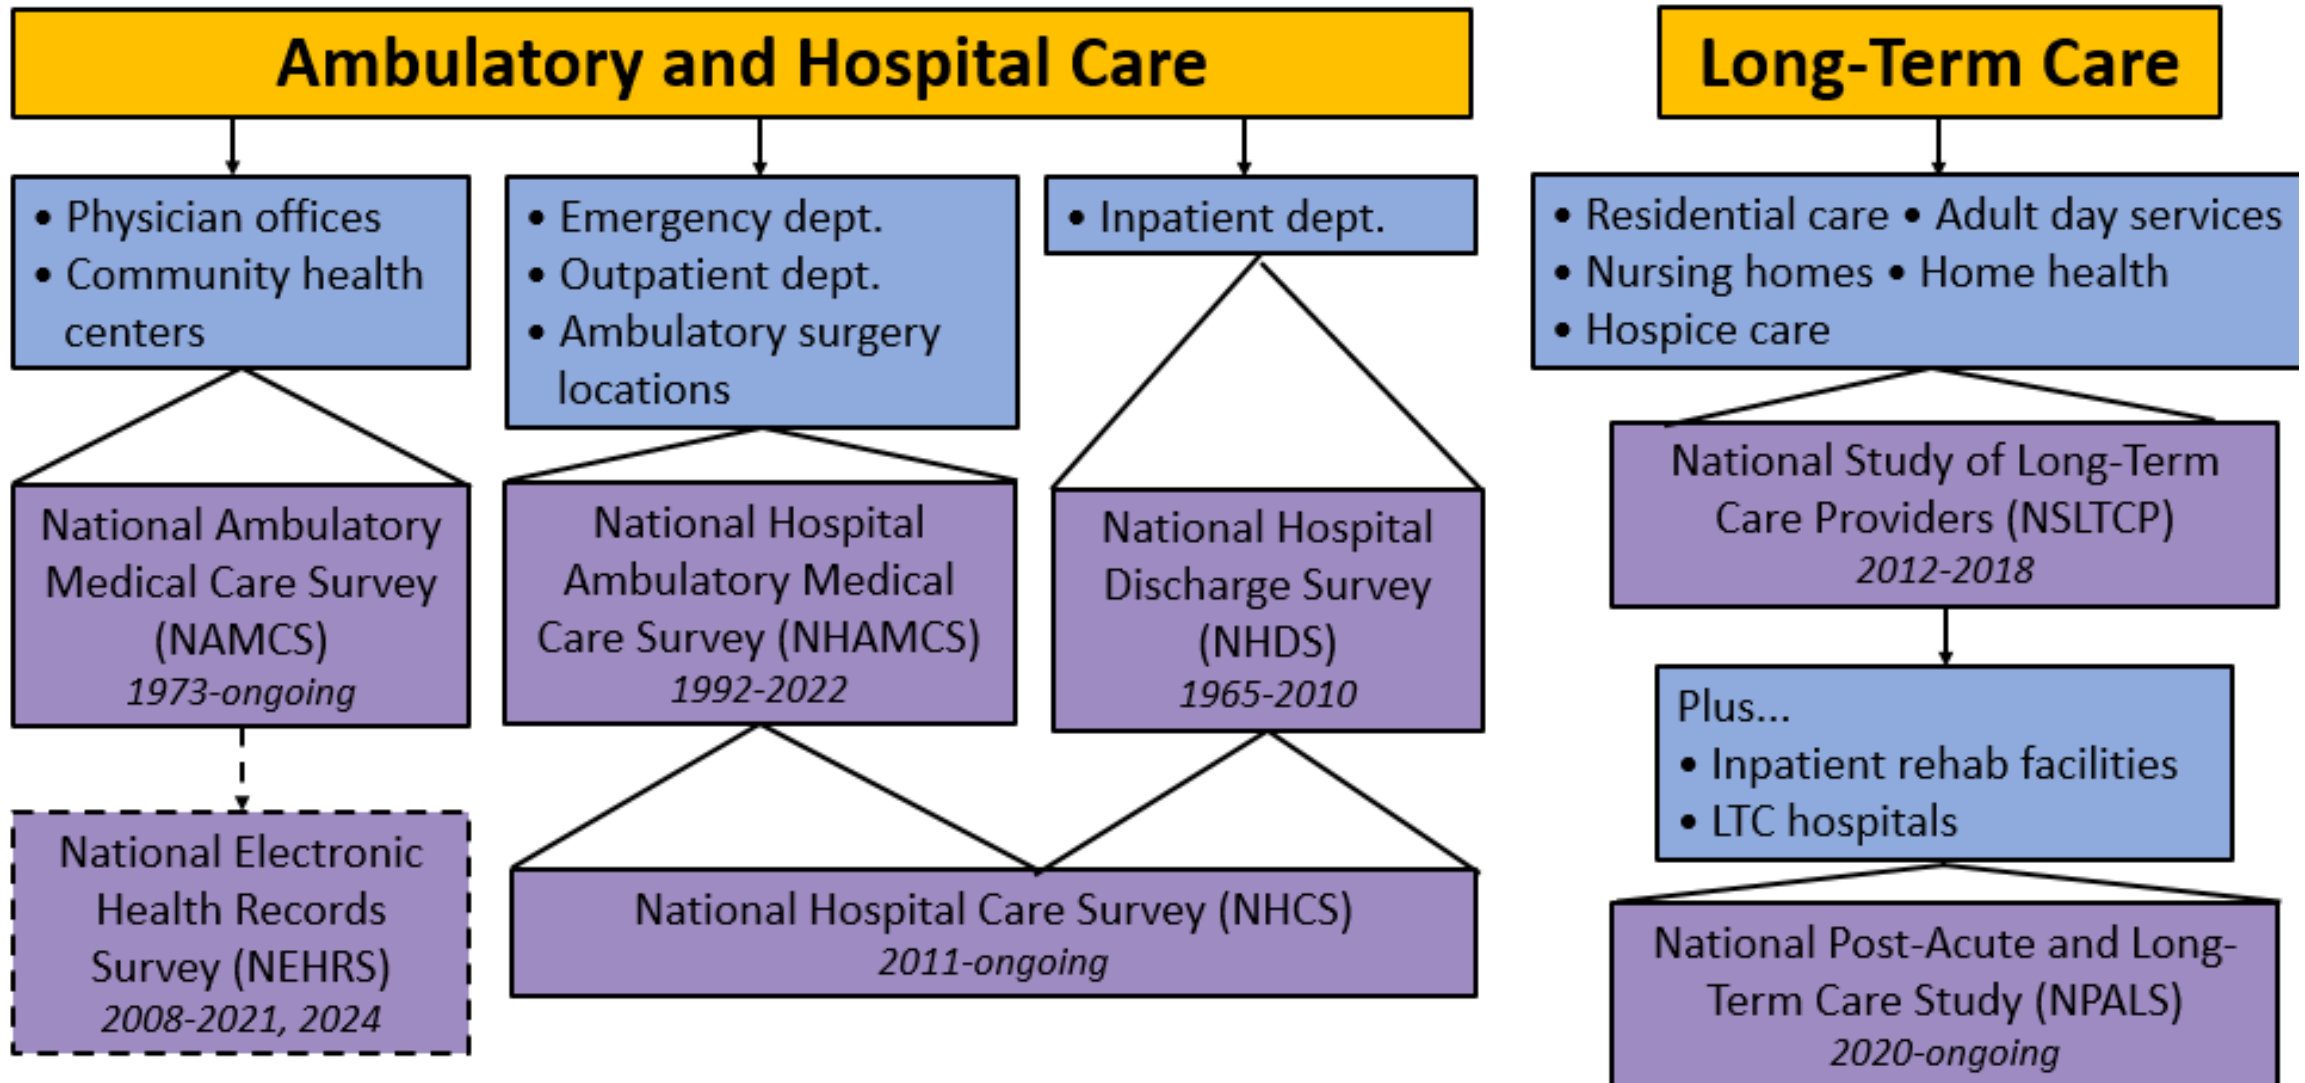 Ambulatory and Hospital Care
• Physician offices
• Community health
centers
• Emergency dept.
• Outpatient dept.
• Ambulatory surgery
locations
• Inpatient dept.
National Ambulatory
Medical Care Survey
(NAMCS)
1973-ongoing
National Hospital
Ambulatory Medical
Care Survey (NHAMCS)
1992-2022
National Hospital
Discharge Survey
(NHDS)
1965-2010
National Electronic
Health Records
Survey (NEHRS)
2008-2021, 2024
National Hospital Care Survey (NHCS)
2011-ongoing
Long-Term Care
• Residential care • Adult day services
• Nursing homes • Home health
• Hospice care
National Study of Long-Term
Care Providers (NSLTCP)
2012-2018
Plus...
• Inpatient rehab facilities
• LTC hospitals
National Post-Acute and Long-
Term Care Study (NPALS)
2020-ongoing